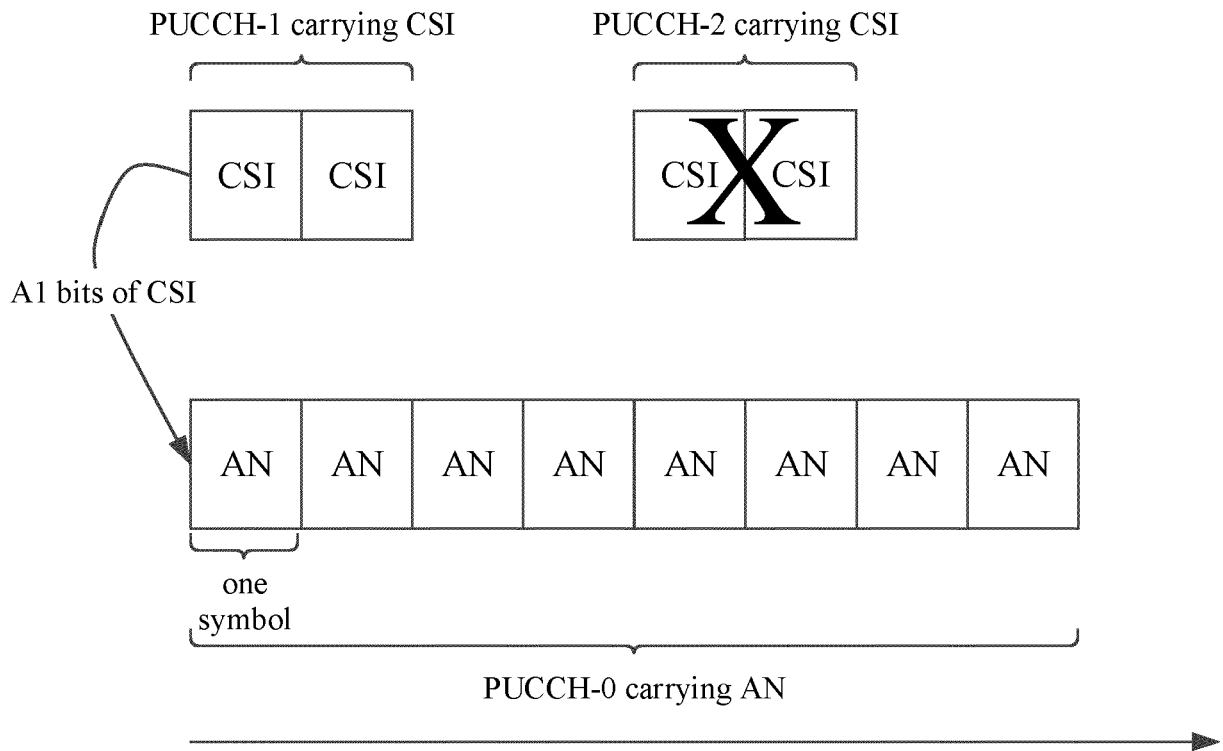 PUCCH-1 carrying CSI
PUCCH-2 carrying CSI
CSI CSI
CSI X CSI
A1 bits of CSI
AN AN AN AN AN AN AN AN
one
symbol
PUCCH-0 carrying AN